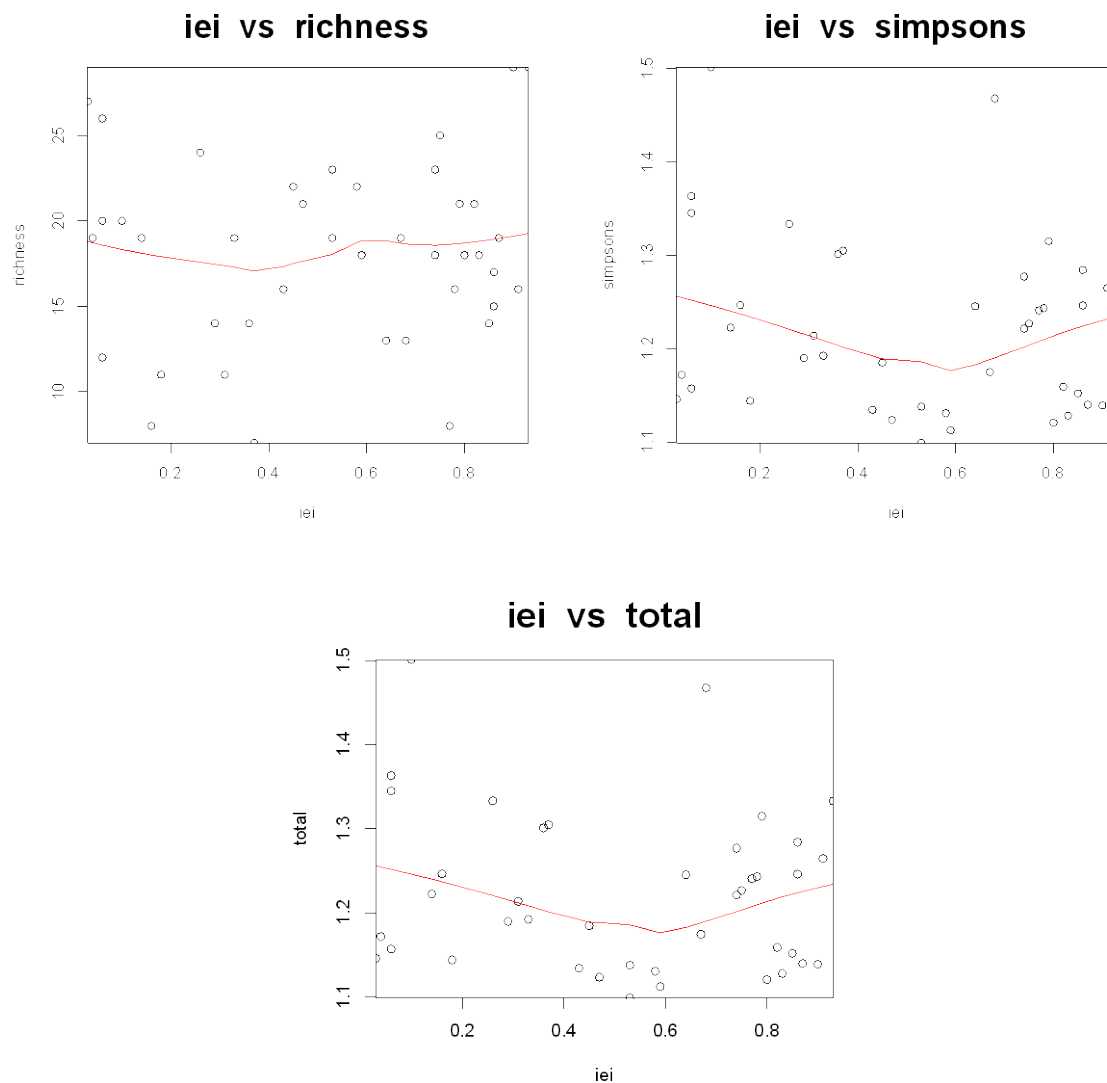 iei vs richness
25
20
15
10
richness
0.2 0.4 0.6 0.8
iei
iei vs simpsons
1.5
1.4
1.3
1.2
1.1
simpsons
0.2 0.4 0.6 0.8
iei
iei vs total
1.5
1.4
1.3
1.2
1.1
total
0.2 0.4 0.6 0.8
iei